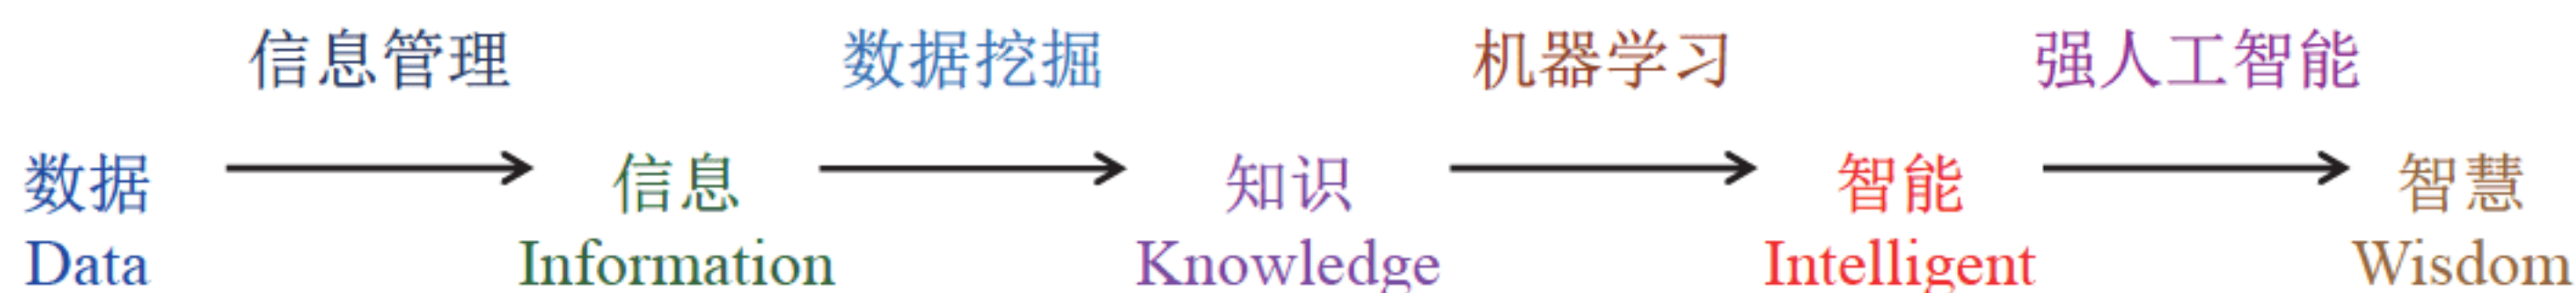 信息管理 数据挖掘 机器学习 强人工智能
数据 信息 知识 智能 智慧
Data Information Knowledge Intelligent Wisdom